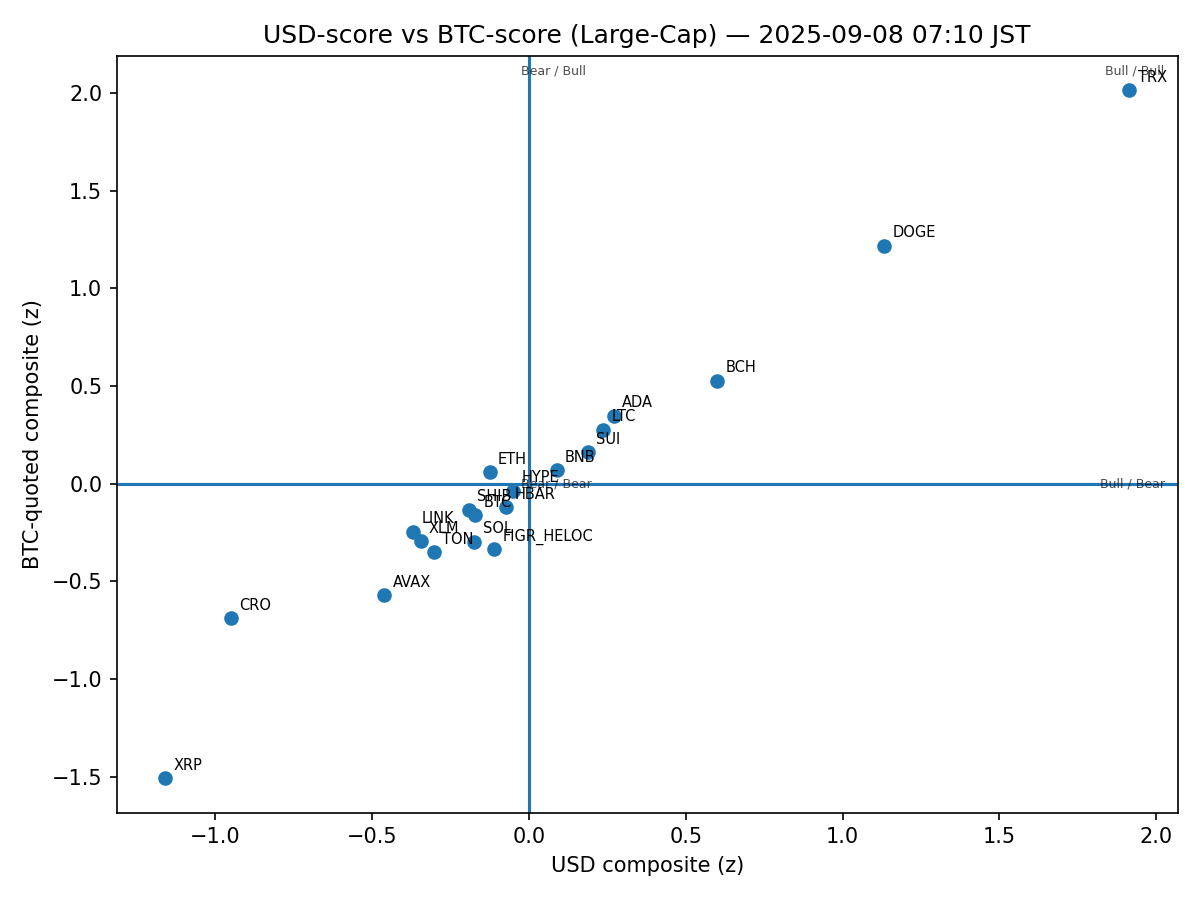 USD-score vs BTC-score (Large-Cap) — 2025-09-08 07:10 JST
Bear / Bull
Bull / Bull
TRX
DOGE
BCH
ADA
LTC
SUI
BNB
ETH
HYPE
Bear / Bear
Bull / Bear
SHIB
HBAR
BTC
LINK
XLM
SOL
TON
FIGR_HELOC
AVAX
CRO
XRP
2.0
1.5
1.0
0.5
0.0
−0.5
−1.0
−1.5
BTC-quoted composite (z)
−1.0
−0.5
0.0
0.5
1.0
1.5
2.0
USD composite (z)